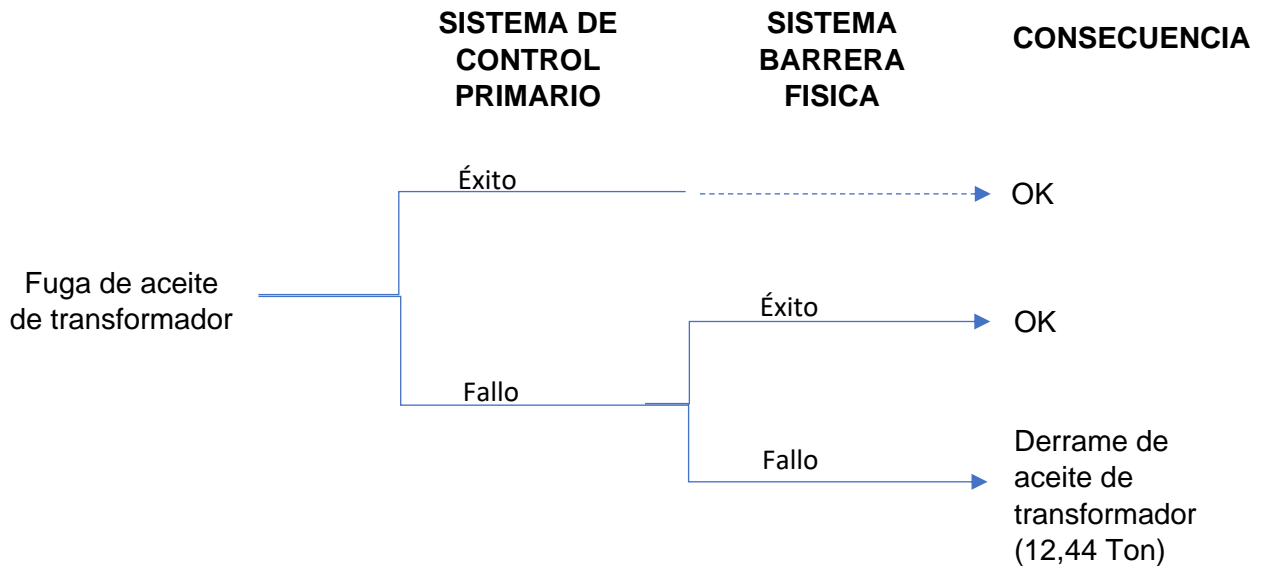 SISTEMA DE
CONTROL
PRIMARIO
SISTEMA
BARRERA
FISICA
CONSECUENCIA
Éxito
OK
Fuga de aceite
de transformador
Éxito
OK
Fallo
Fallo
Derrame de
aceite de
transformador
(12,44 Ton)